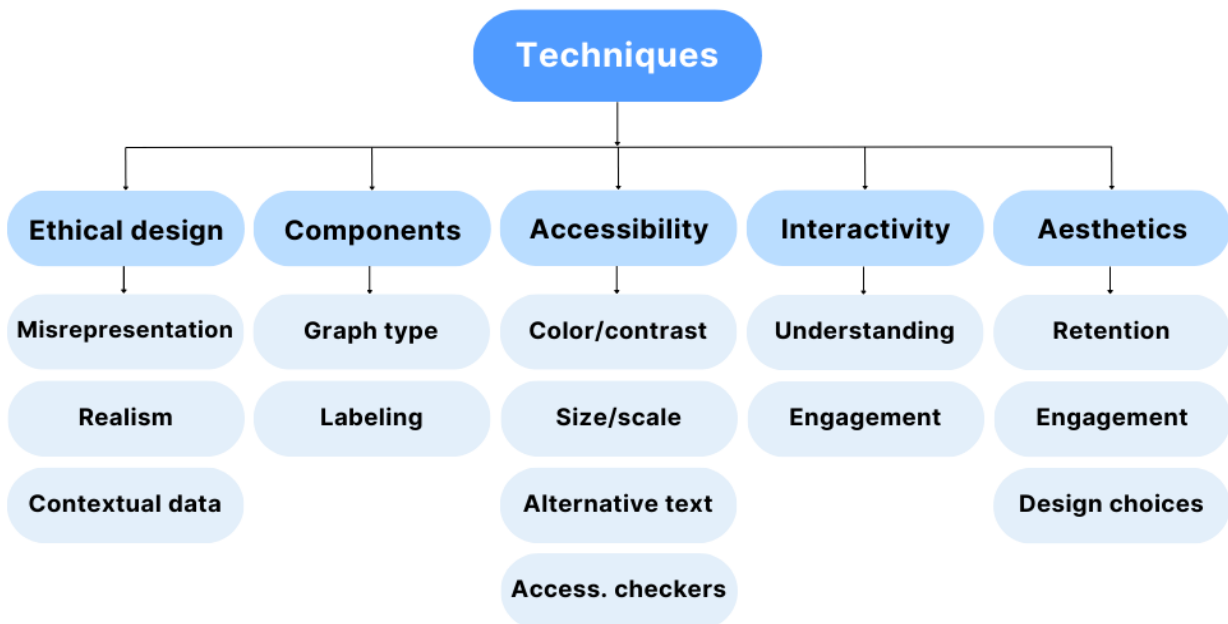 Techniques
Ethical design
Components
Accessibility
Interactivity
Aesthetics
Misrepresentation
Graph type
Color/contrast
Understanding
Retention
Realism
Labeling
Size/scale
Engagement
Engagement
Contextual data
Alternative text
Design choices
Access. checkers